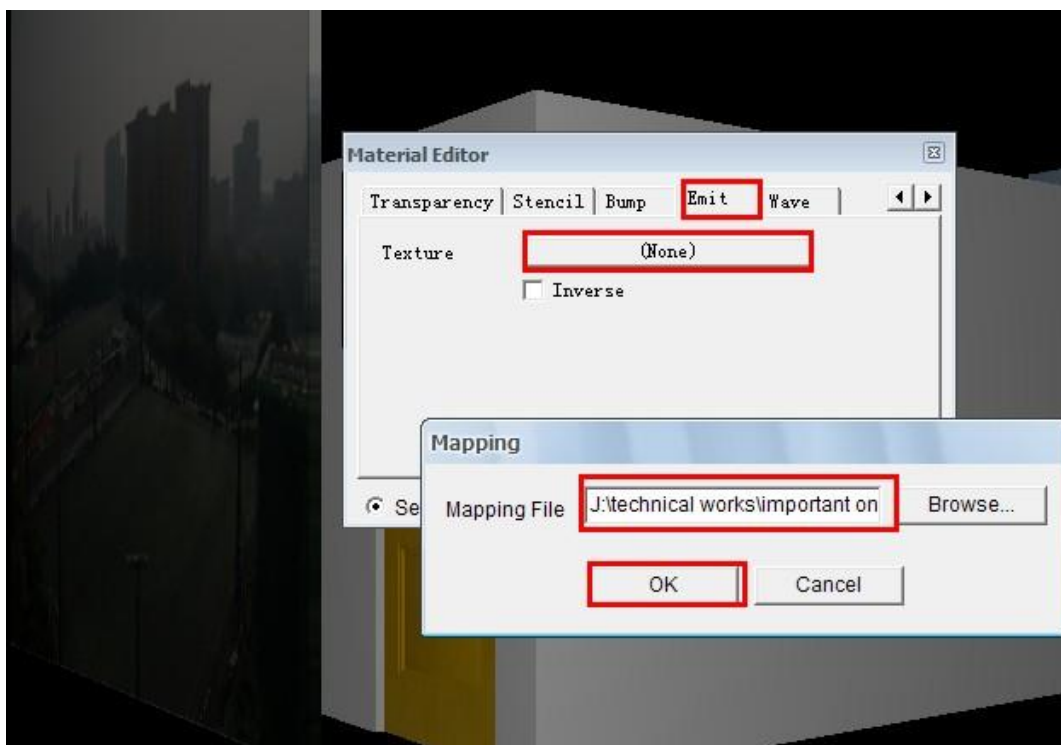 Material Editor
Transparency Stencil Bump Emit Wave
Texture (None)
Inverse
Mapping
Se
Mapping File J:\technical works\important on Browse...
OK Cancel